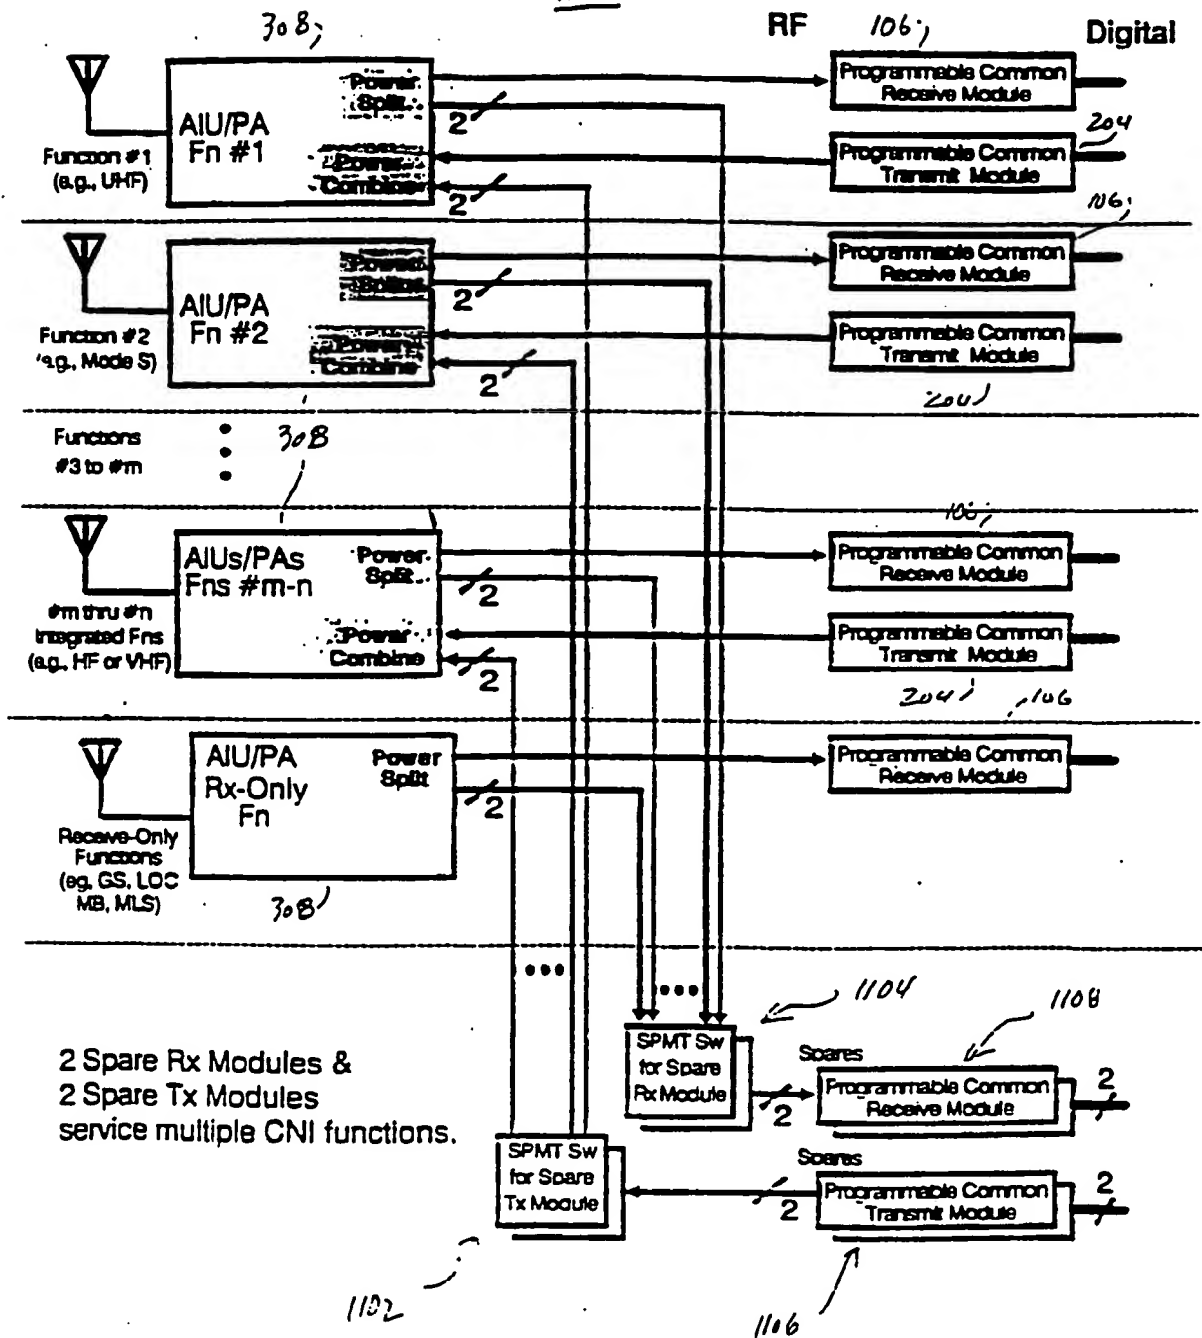 308
RF
106
Digital
AIU/PA
Fn #1
Power
Split
Power
Combine
2
2
Function #1
(e.g., UHF)
Programmable Common
Receive Module
204
Programmable Common
Transmit Module
106
AIU/PA
Fn #2
Power
Power
Combine
2
2
Function #2
e.g., Mode S)
Programmable Common
Receive Module
Programmable Common
Transmit Module
204
Functions
#3 to #m
308
106
AIUs/PAs
Fns #m-n
Power
Split
Power
Combine
2
2
#m thru #n
Integrated Fns
(e.g., HF or VHF)
Programmable Common
Receive Module
Programmable Common
Transmit Module
204
106
AIU/PA
Rx-Only
Fn
Power
Split
2
Receive-Only
Functions
(eg, GS, LOC
MB, MLS)
308
Programmable Common
Receive Module
1104
1108
2 Spare Rx Modules &
2 Spare Tx Modules
service multiple CNI functions.
SPMT Sw
for Spare
Rx Module
2
Spares
Programmable Common
Receive Module
2
SPMT Sw
for Spare
Tx Module
2
Spares
Programmable Common
Transmit Module
2
1102
1106